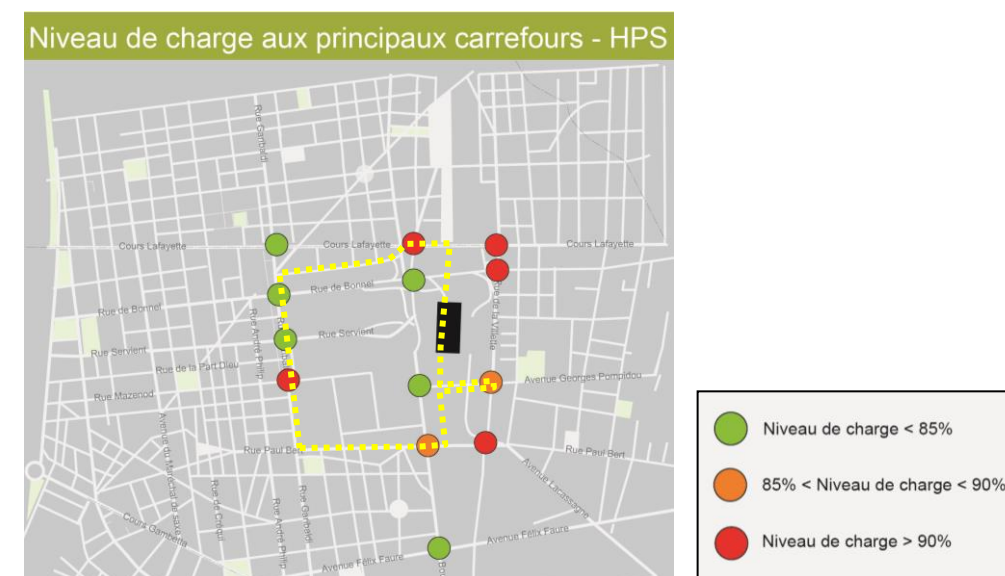 Niveau de charge aux principaux carrefours - HPS
Rue Garibaldi
Cours Lafayette
Cours Lafayette
Cours Lafayette
Rue de Bonnel
Rue de Bonnel
Rue de la Villette
Rue Servient
Rue Servient
Rue André Philip
Rue de la Part Dieu
Rue Mazenod
Avenue Georges Pompidou
Avenue du Maréchal de saxe
Rue Paul Ber
Rue Paul Bert
Avenue Lacassagne
Rue de Créqui
Rue André Philip
Rue Garibaldi
Cours Gambetta
Avenue Félix Faure
Avenue Felix Faure
Niveau de charge < 85%
85% < Niveau de charge < 90%
Niveau de charge > 90%